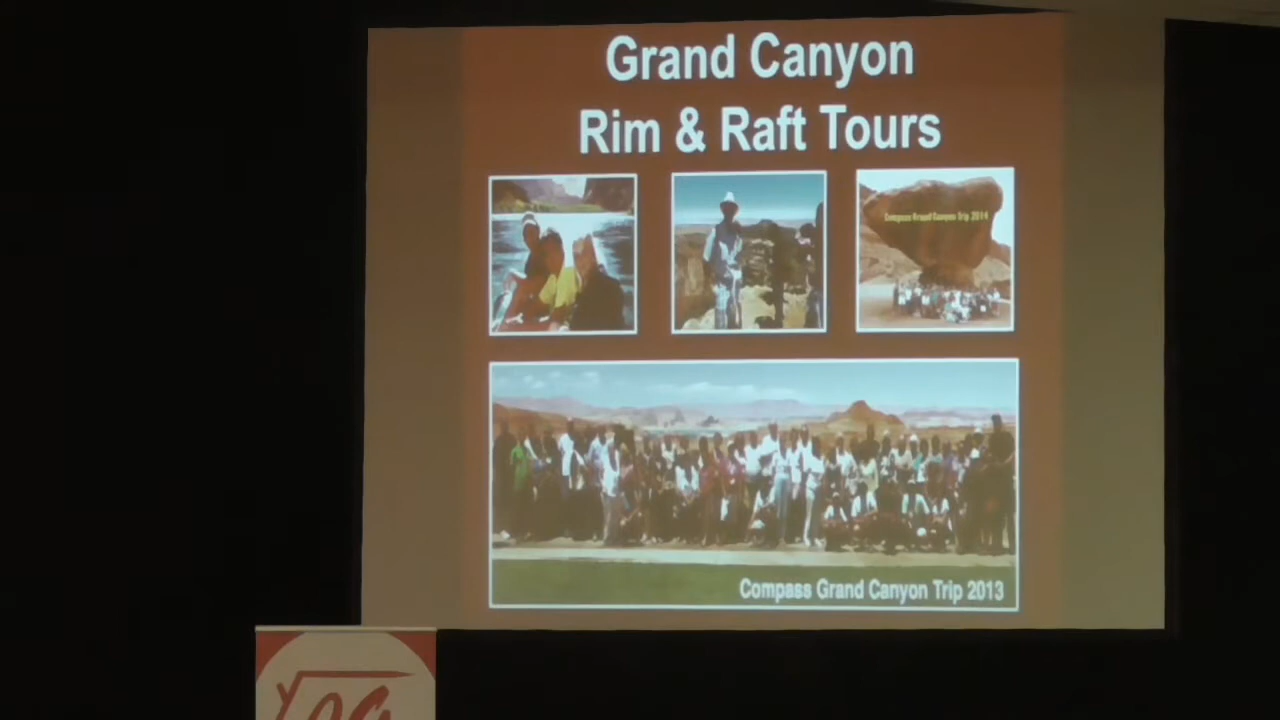 Grand Canyon
Rim & Raft Tours
Compass Grand Canyon Trip 2014
Compass Grand Canyon Trip 2013